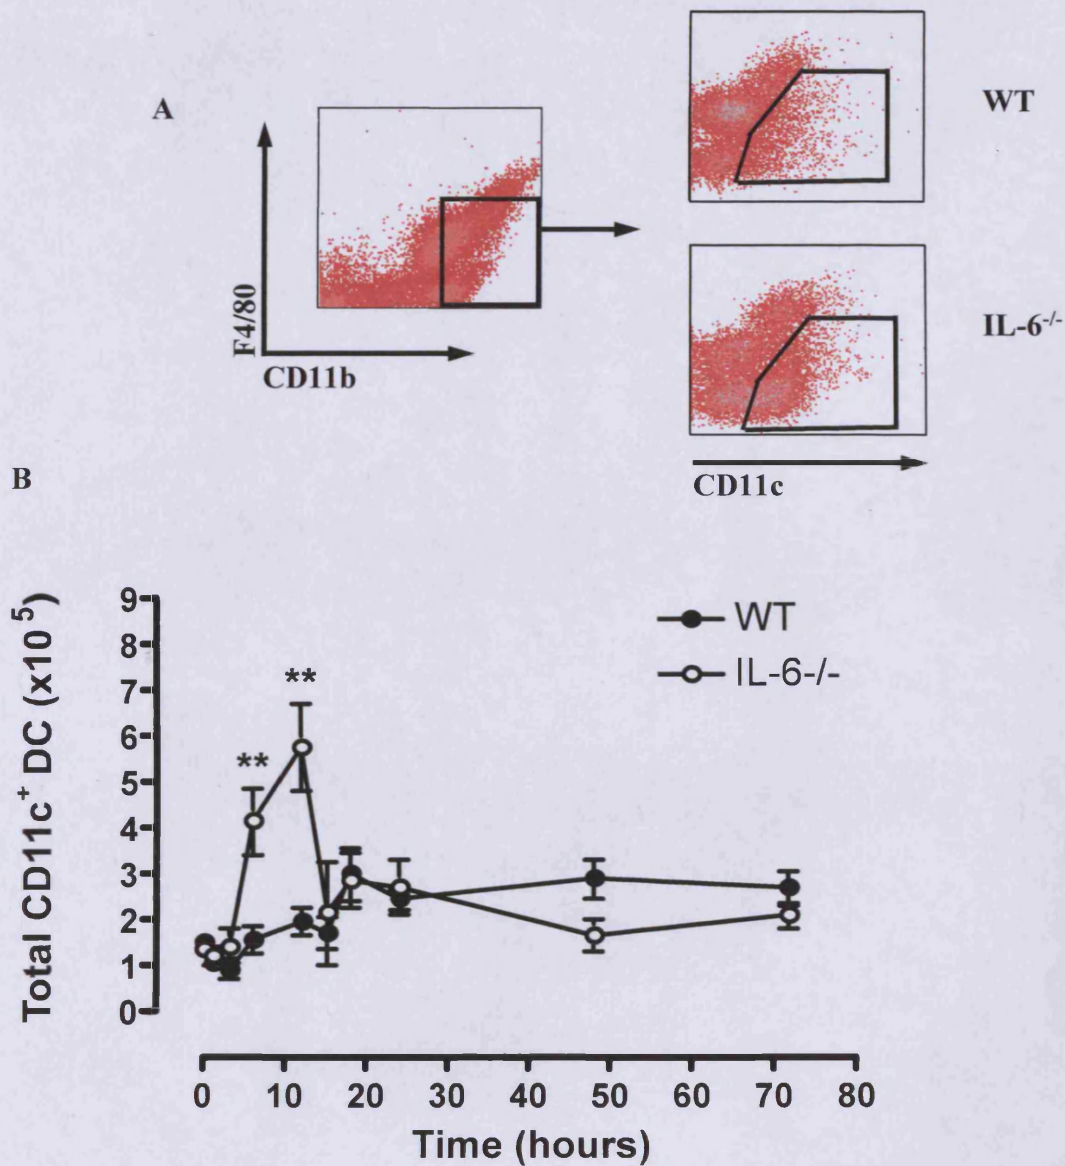 A
F4/80
CD11b
WT
IL-6-/-
CD11c
B
Total CD11c+ DC (x10 5)
9
8
7
6
5
4
3
2
1
0
**
**
WT
IL-6-/-
0 10 20 30 40 50 60 70 80
Time (hours)